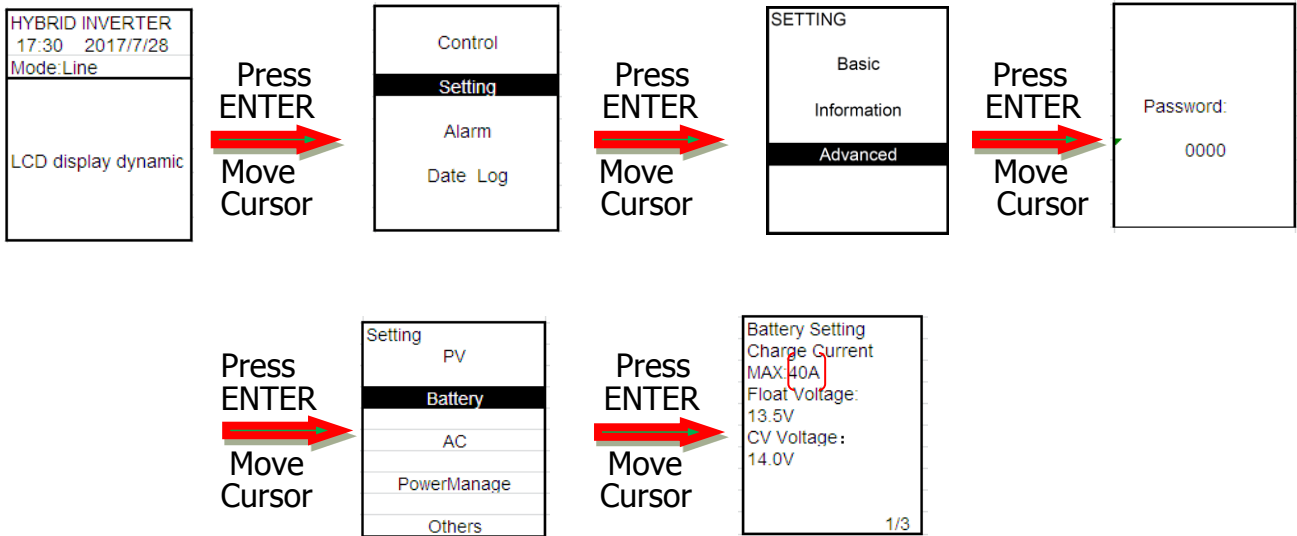 HYBRID INVERTER
17:30 2017/7/28
Mode:Line
LCD display dynamic
Press
ENTER
Move
Cursor
Control
Setting
Alarm
Date Log
Press
ENTER
Move
Cursor
SETTING
Basic
Information
Advanced
Press
ENTER
Move
Cursor
Password:
0000
Press
ENTER
Move
Cursor
Setting
PV
Battery
AC
PowerManage
Others
Press
ENTER
Move
Cursor
Battery Setting
Charge Current
MAX:40A
Float Voltage:
13.5V
CV Voltage：
14.0V
1/3